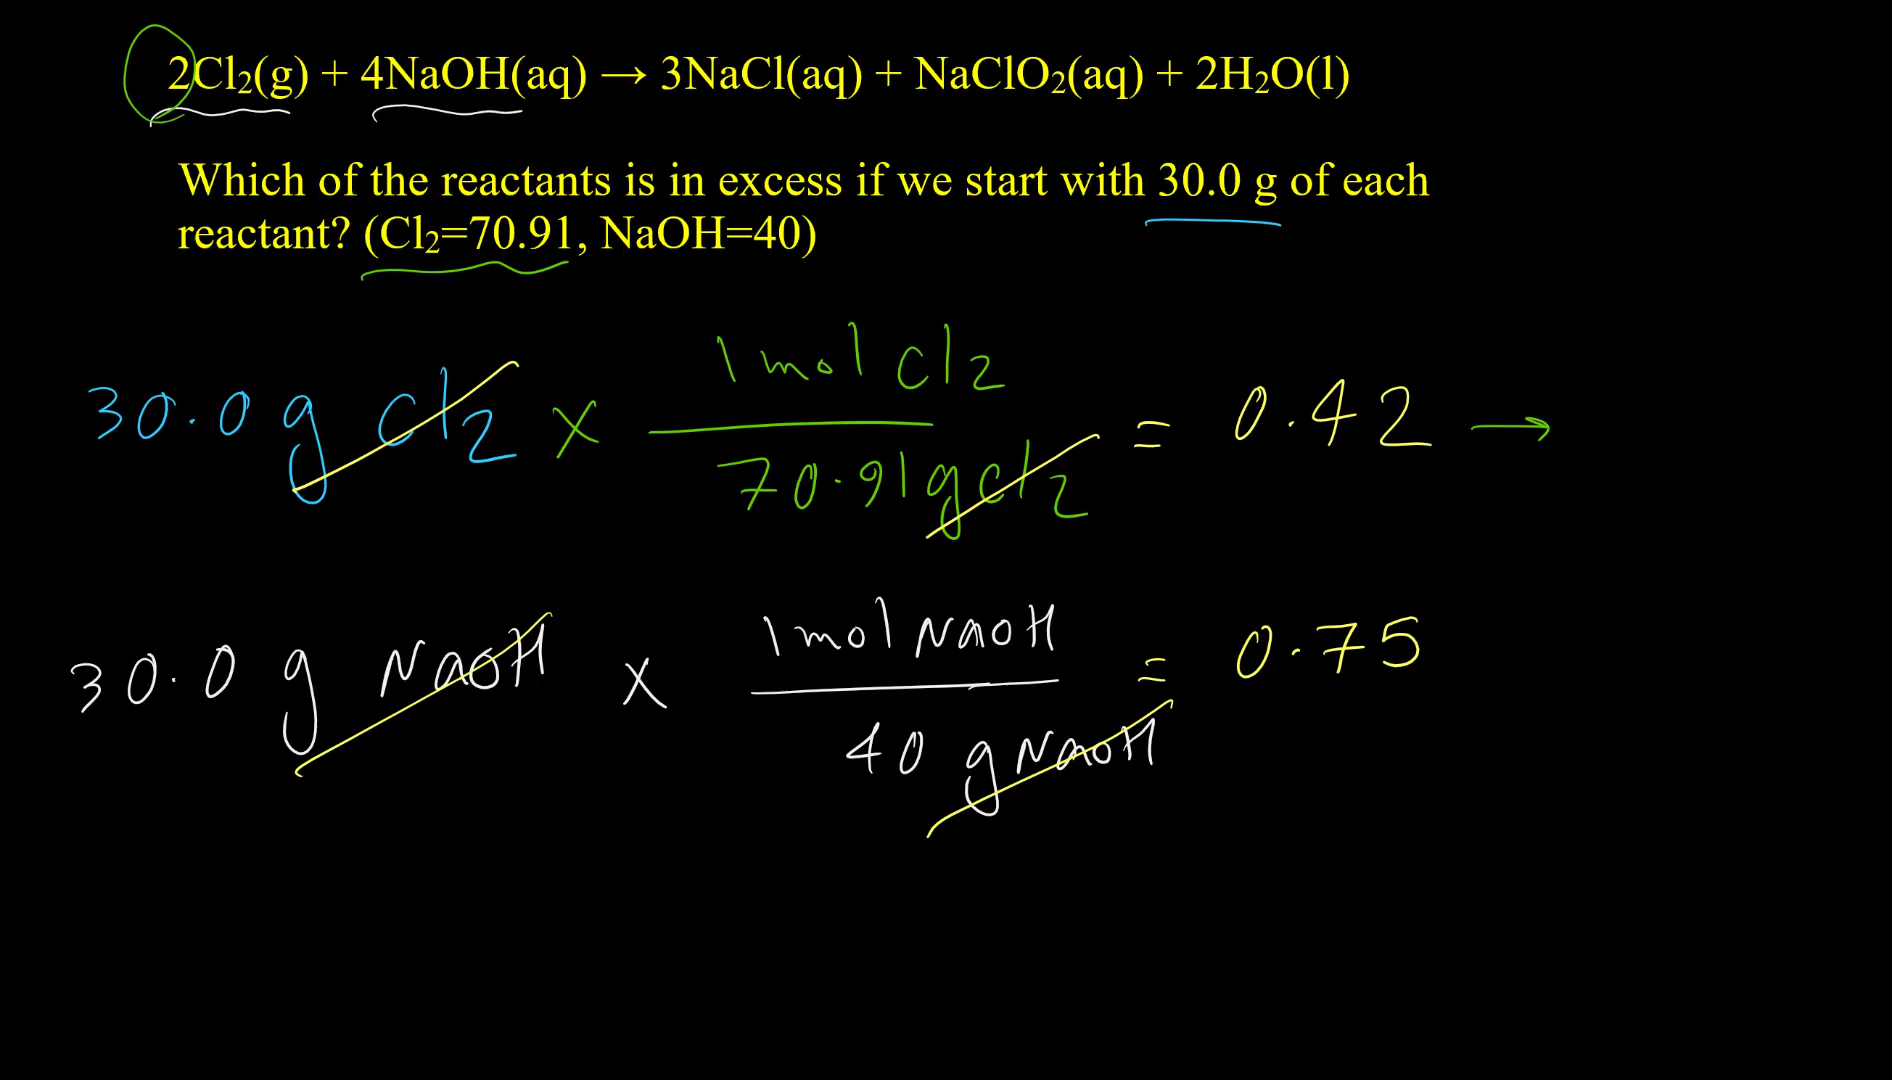 2Cl₂(g) + 4NaOH(aq) → 3NaCl(aq) + NaClO₂(aq) + 2H₂O(l)
Which of the reactants is in excess if we start with 30.0 g of each
reactant? (Cl₂=70.91, NaOH=40)
1 mol Cl2
30.0 g Cl2 × = 0.42 →
70.91 g Cl2
1 mol NaOH
30.0 g NaOH × = 0.75
40 g NaOH